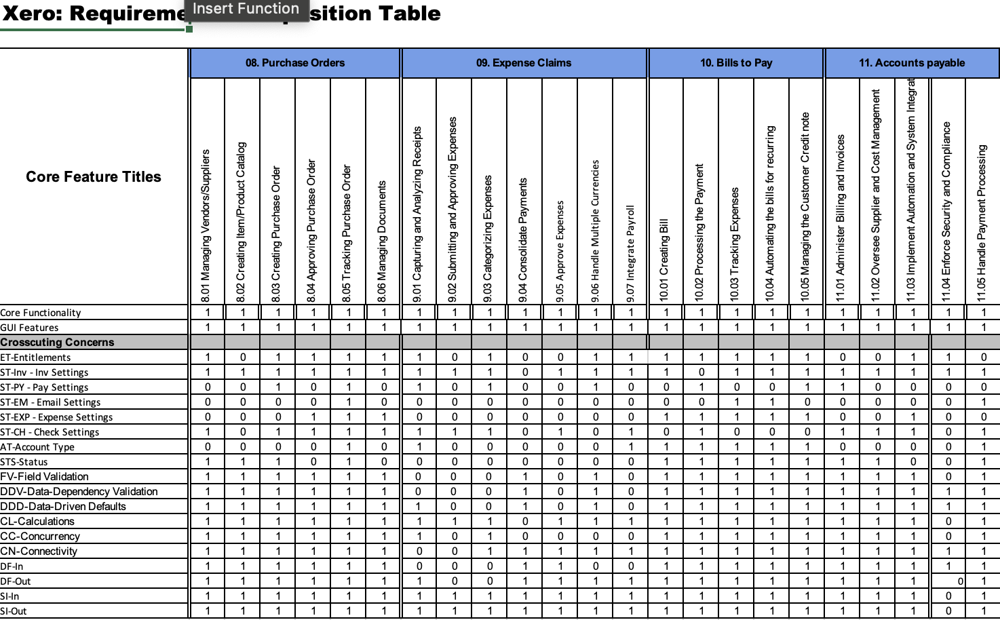 Xero: Requireme sition Table
Insert Function
08. Purchase Orders 09. Expense Claims 10. Bills to Pay 11. Accounts payable
Core Feature Titles
8.01 Managing Vendors/Suppliers
8.02 Creating Item/Product Catalog
8.03 Creating Purchase Order
8.04 Approving Purchase Order
8.05 Tracking Purchase Order
8.06 Managing Documents
9.01 Capturing and Analyzing Receipts
9.02 Submitting and Approving Expenses
9.03 Categorizing Expenses
9.04 Consolidate Payments
9.05 Approve Expenses
9.06 Handle Multiple Currencies
9.07 Integrate Payroll
10.01 Creating Bill
10.02 Processing the Payment
10.03 Tracking Expenses
10.04 Automating the bills for recurring
10.05 Managing the Customer Credit note
11.01 Administer Billing and Invoices
11.02 Oversee Supplier and Cost Management
11.03 Implement Automation and System Integrat
11.04 Enforce Security and Compliance
11.05 Handle Payment Processing
Core Functionality 1 1 1 1 1 1 1 1 1 1 1 1 1 1 1 1 1 1 1 1 1 1 1
GUI Features 1 1 1 1 1 1 1 1 1 1 1 1 1 1 1 1 1 1 1 1 1 1 1
Crosscuting Concerns
ET-Entitlements 1 0 1 1 1 1 1 0 1 0 0 1 1 1 1 1 1 1 0 0 1 1 0
ST-Inv - Inv Settings 1 1 1 1 1 1 1 1 1 0 1 1 1 1 0 1 1 1 1 1 1 1 1
ST-PY - Pay Settings 0 0 1 0 1 0 1 0 1 0 0 1 0 0 1 0 0 1 1 0 0 0 0
ST-EM - Email Settings 0 0 0 0 1 0 0 0 0 0 0 0 0 0 0 1 1 0 0 0 0 0 1
ST-EXP - Expense Settings 0 0 0 1 1 1 0 0 0 0 0 0 0 1 1 1 1 1 0 0 1 0 0
ST-CH - Check Settings 1 0 1 1 1 1 1 1 1 0 1 0 1 0 1 0 0 0 1 1 1 0 1
AT-Account Type 0 0 0 0 1 0 1 0 0 0 0 0 1 1 1 1 1 1 0 0 0 0 1
STS-Status 1 1 1 0 1 0 0 0 0 0 0 0 0 1 1 1 1 1 1 1 0 0 1
FV-Field Validation 1 1 1 1 1 1 0 0 0 1 0 1 0 1 1 1 1 1 1 1 1 0 1
DDV-Data-Dependency Validation 1 1 1 1 1 1 0 0 0 1 0 1 0 1 1 1 1 1 1 1 1 1 1
DDD-Data-Driven Defaults 1 1 1 1 1 1 1 0 0 1 0 1 0 1 1 1 1 1 1 1 1 1 1
CL-Calculations 1 1 1 1 1 1 1 1 1 0 1 1 1 1 1 1 1 1 1 1 1 0 1
CC-Concurrency 1 1 1 1 1 1 1 0 1 0 0 0 0 1 1 1 1 1 1 1 1 0 1
CN-Connectivity 1 1 1 1 1 1 0 0 1 1 1 1 1 1 1 1 1 1 1 1 1 1 1
DF-In 1 1 1 1 1 1 0 0 0 1 1 0 0 1 1 1 1 1 1 1 1 1 1
DF-Out 1 1 1 1 1 1 1 0 0 1 1 1 1 1 1 1 1 1 1 1 1 0 1
SI-In 1 1 1 1 1 1 1 1 1 1 1 1 1 1 1 1 1 1 1 1 1 0 1
SI-Out 1 1 1 1 1 1 1 1 1 1 1 1 1 1 1 1 1 1 1 1 1 0 1